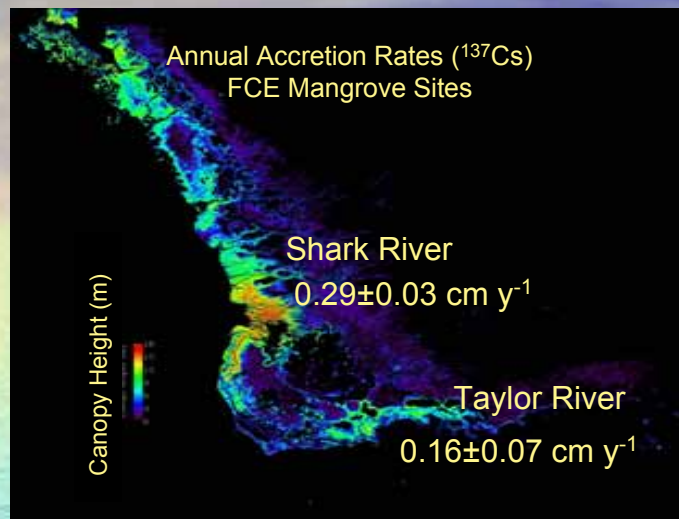 Annual Accretion Rates (¹³⁷Cs)
FCE Mangrove Sites
Shark River
0.29±0.03 cm y⁻¹
Canopy Height (m)
Taylor River
0.16±0.07 cm y⁻¹